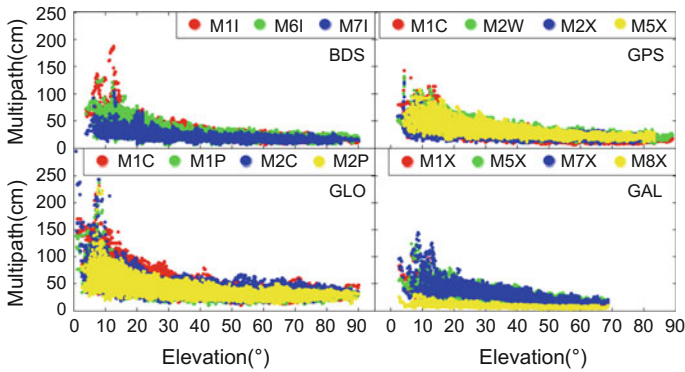 250 M1I M6I M7I M1C M2W M2X M5X
200 BDS GPS
Multipath(cm) 150
100
50
0
M1C M1P M2C M2P M1X M5X M7X M8X
250 GLO GAL
200
Multipath(cm) 150
100
50
0
0 10 20 30 40 50 60 70 80 90 0 10 20 30 40 50 60 70 80 89
Elevation(°) Elevation(°)